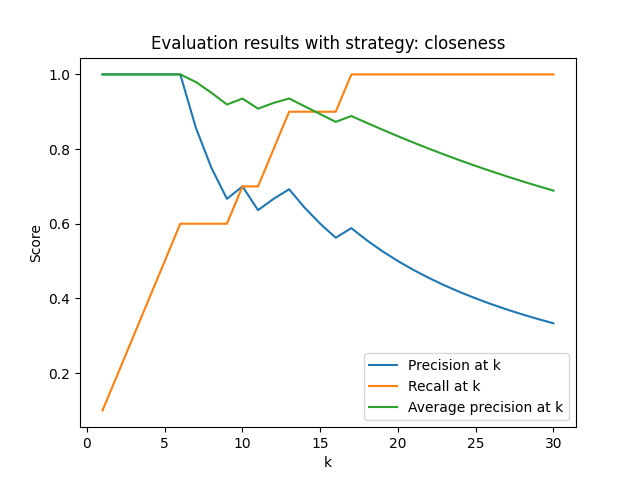 Evaluation results with strategy: closeness
1.0
0.8
0.6
0.4
0.2
Score
0 5 10 15 20 25 30
k
Precision at k
Recall at k
Average precision at k